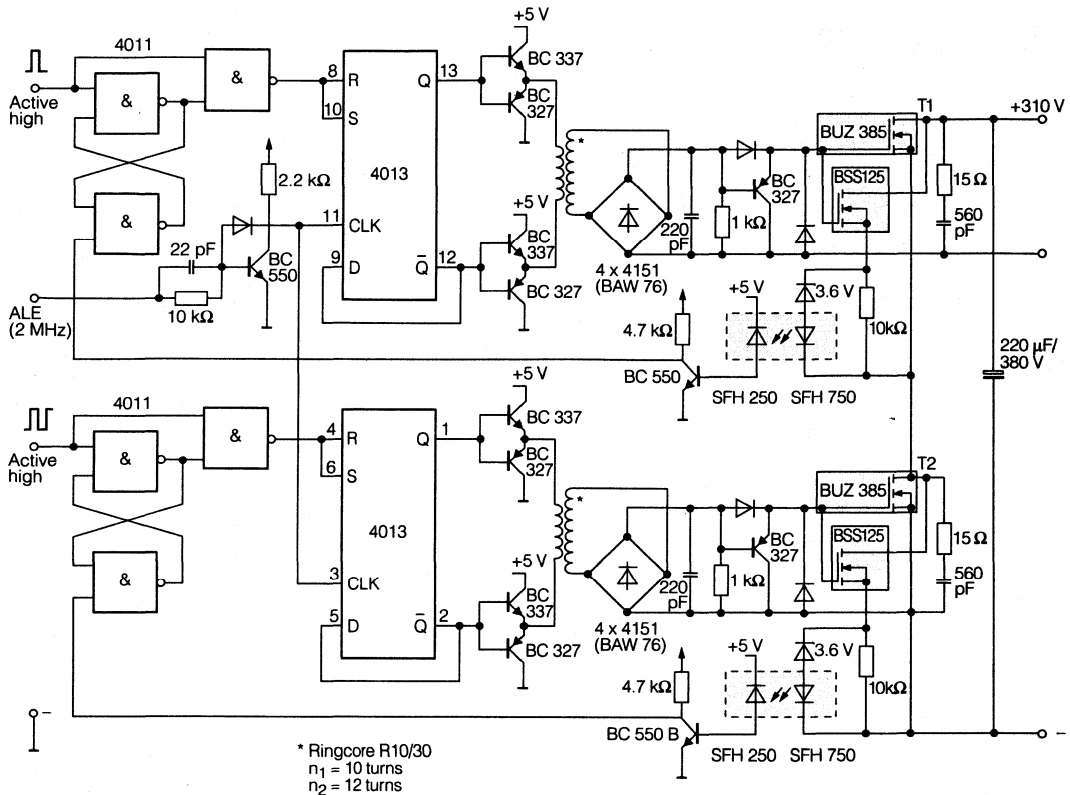 +5 V
4011
&
BC 337
8
R
Q
13
T1
+310 V
Active
high
&
10
S
BC
327
BUZ 385
*
BSS125
2.2 kΩ
4013
15 Ω
&
+5 V
BC
327
560
pF
11
CLK
22 pF
1 kΩ
BC
337
220
pF
BC
550
9
D
Q̅
12
4 x 4151
(BAW 76)
BC 327
+5 V
3.6 V
ALE
(2 MHz)
10 kΩ
4.7 kΩ
10kΩ
220 µF/
380 V
+5 V
BC 550
SFH 250
SFH 750
4011
&
BC 337
4
R
Q
1
Active
high
&
6
S
BC
327
T2
BUZ 385
*
BSS125
4013
15 Ω
+5 V
BC
327
&
3
CLK
BC
337
220
pF
1 kΩ
560
pF
5
D
Q̅
2
4 x 4151
(BAW 76)
BC 327
+5 V
3.6 V
4.7 kΩ
10kΩ
–
BC 550 B
SFH 250
SFH 750
–
* Ringcore R10/30
n1 = 10 turns
n2 = 12 turns